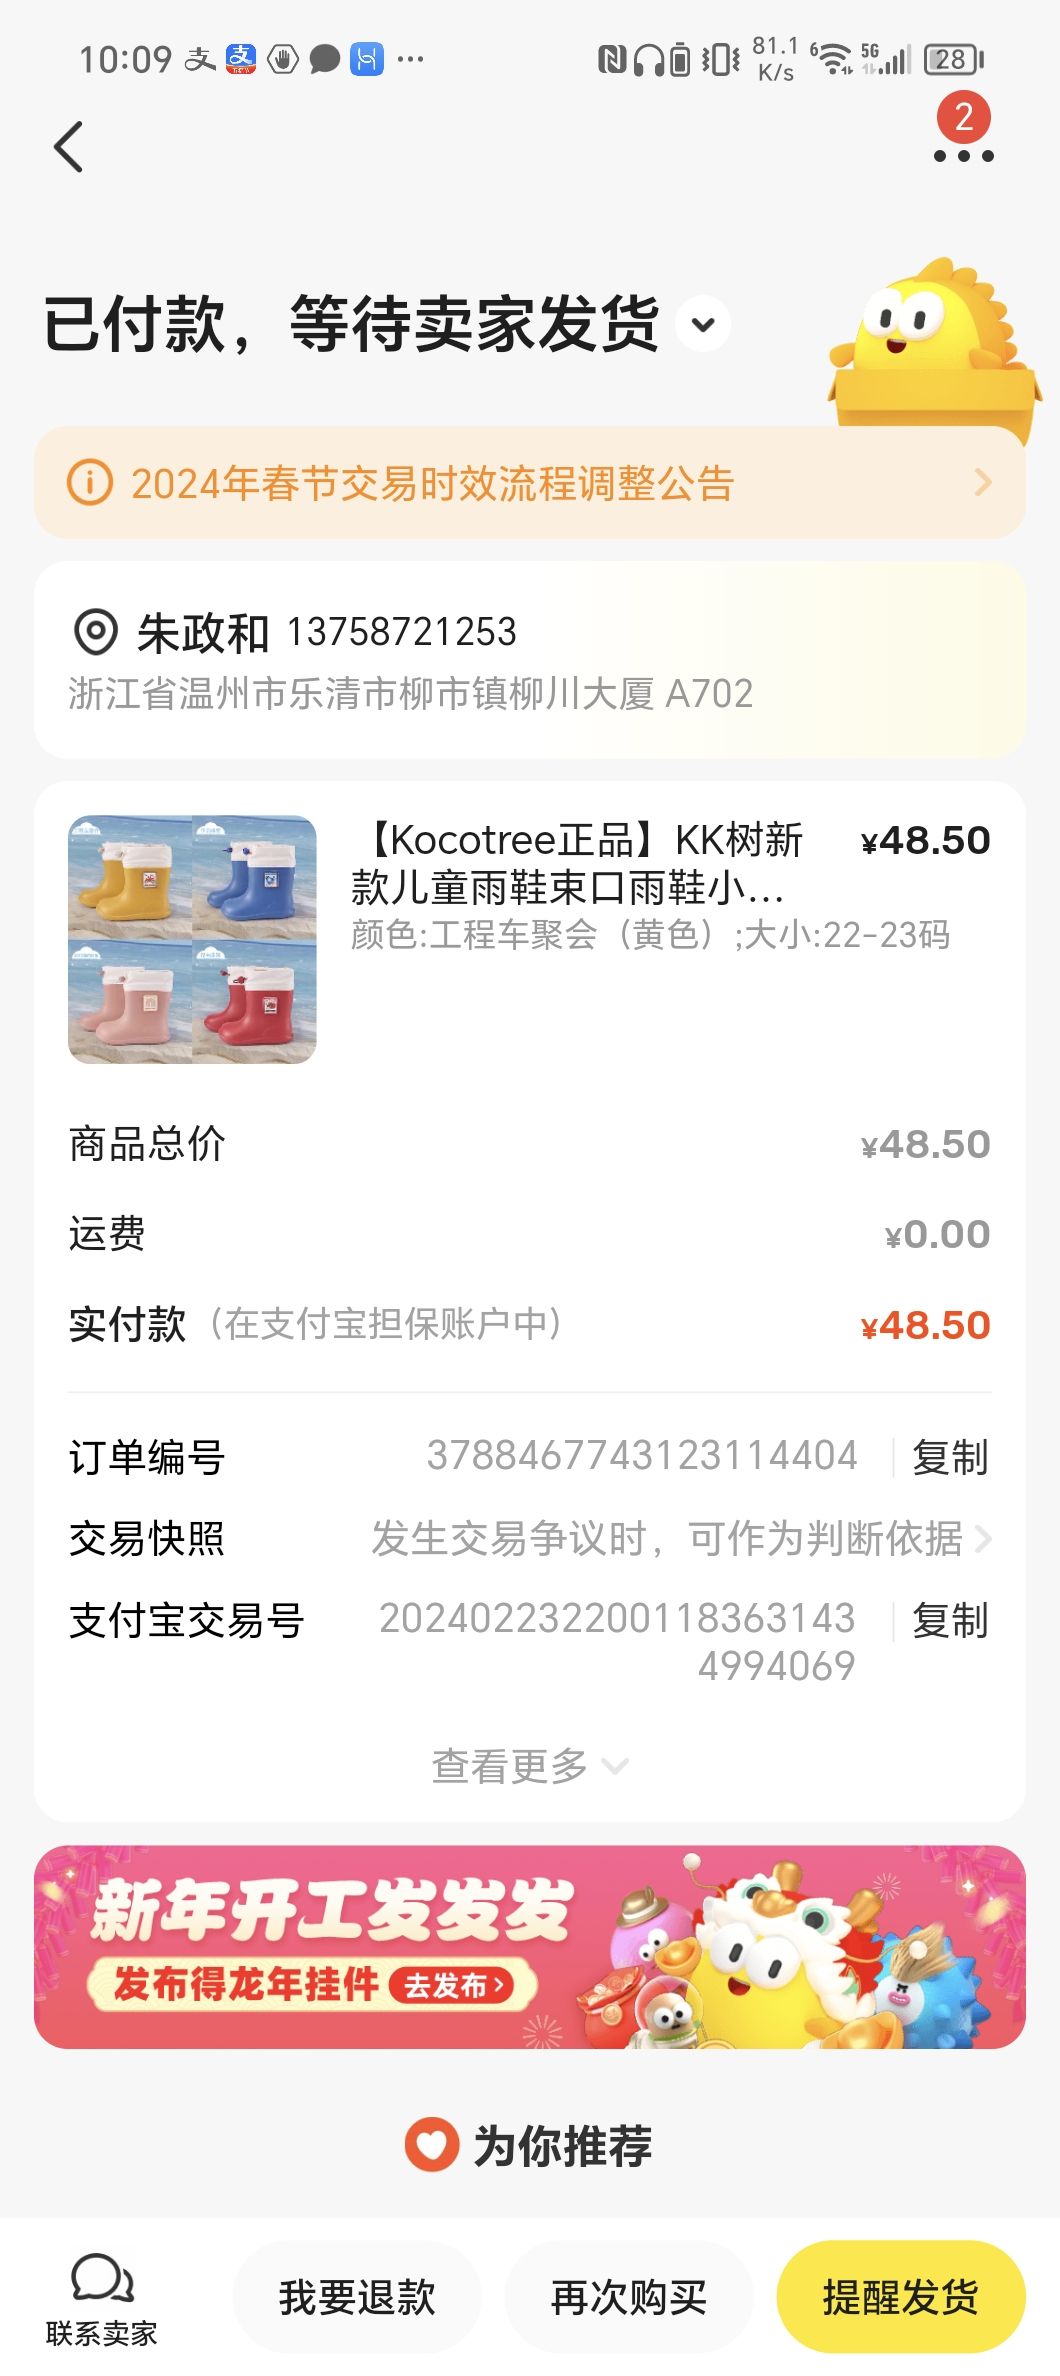 10:09
81.1 K/s
6
5G
28
2
已付款，等待卖家发货
2024年春节交易时效流程调整公告
朱政和 13758721253
浙江省温州市乐清市柳市镇柳川大厦 A702
【Kocotree正品】KK树新 ¥48.50
款儿童雨鞋束口雨鞋小...
颜色:工程车聚会（黄色）;大小:22-23码
商品总价 ¥48.50
运费 ¥0.00
实付款（在支付宝担保账户中） ¥48.50
订单编号 3788467743123114404 复制
交易快照 发生交易争议时，可作为判断依据
支付宝交易号 202402232200118363143 复制
4994069
查看更多
新年开工发发发
发布得龙年挂件 去发布
为你推荐
联系卖家
我要退款
再次购买
提醒发货